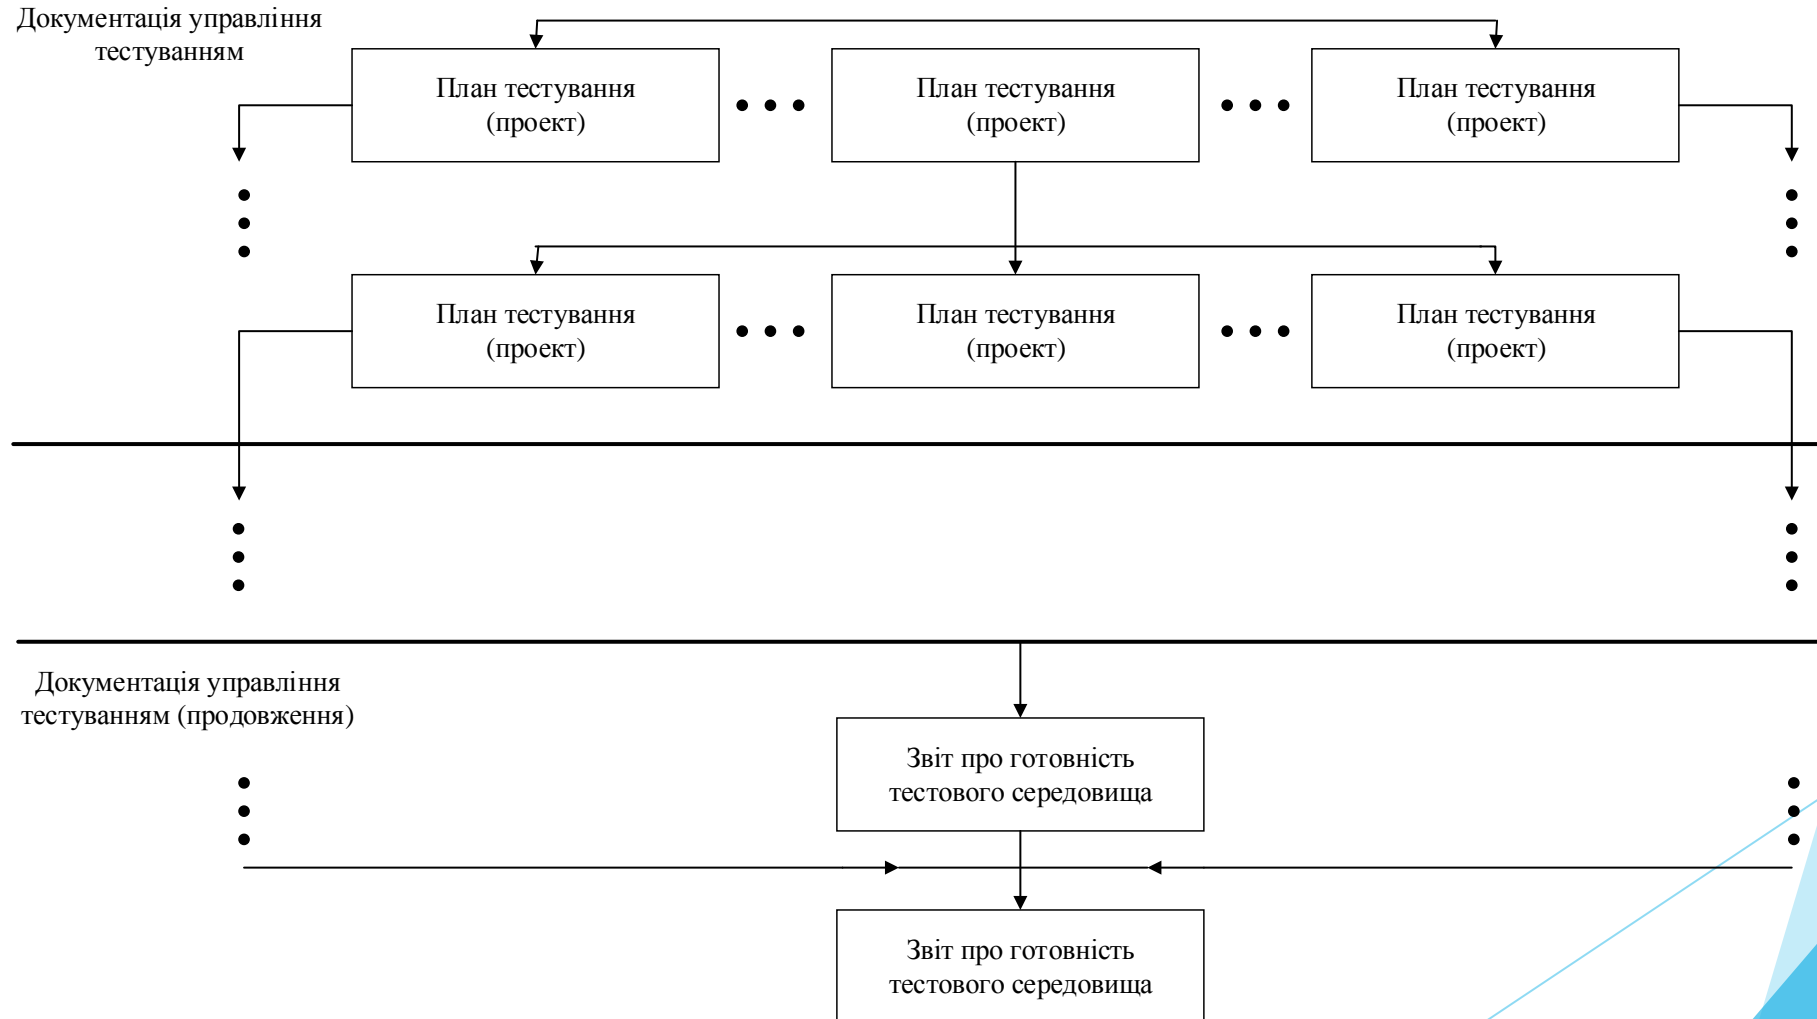 Документація управління
тестуванням
План тестування
(проект)
План тестування
(проект)
План тестування
(проект)
План тестування
(проект)
План тестування
(проект)
План тестування
(проект)
Документація управління
тестуванням (продовження)
Звіт про готовність
тестового середовища
Звіт про готовність
тестового середовища